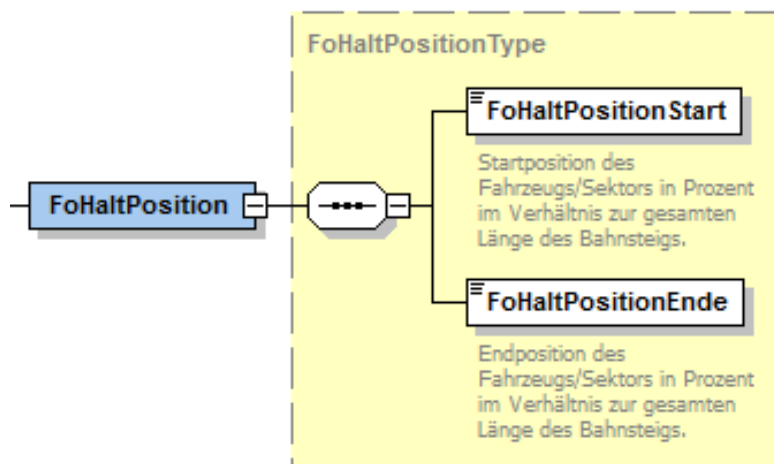 FoHaltPositionType
FoHaltPositionStart
Startposition des
Fahrzeugs/Sektors in Prozent
im Verhältnis zur gesamten
Länge des Bahnsteigs.
FoHaltPosition
FoHaltPositionEnde
Endposition des
Fahrzeugs/Sektors in Prozent
im Verhältnis zur gesamten
Länge des Bahnsteigs.